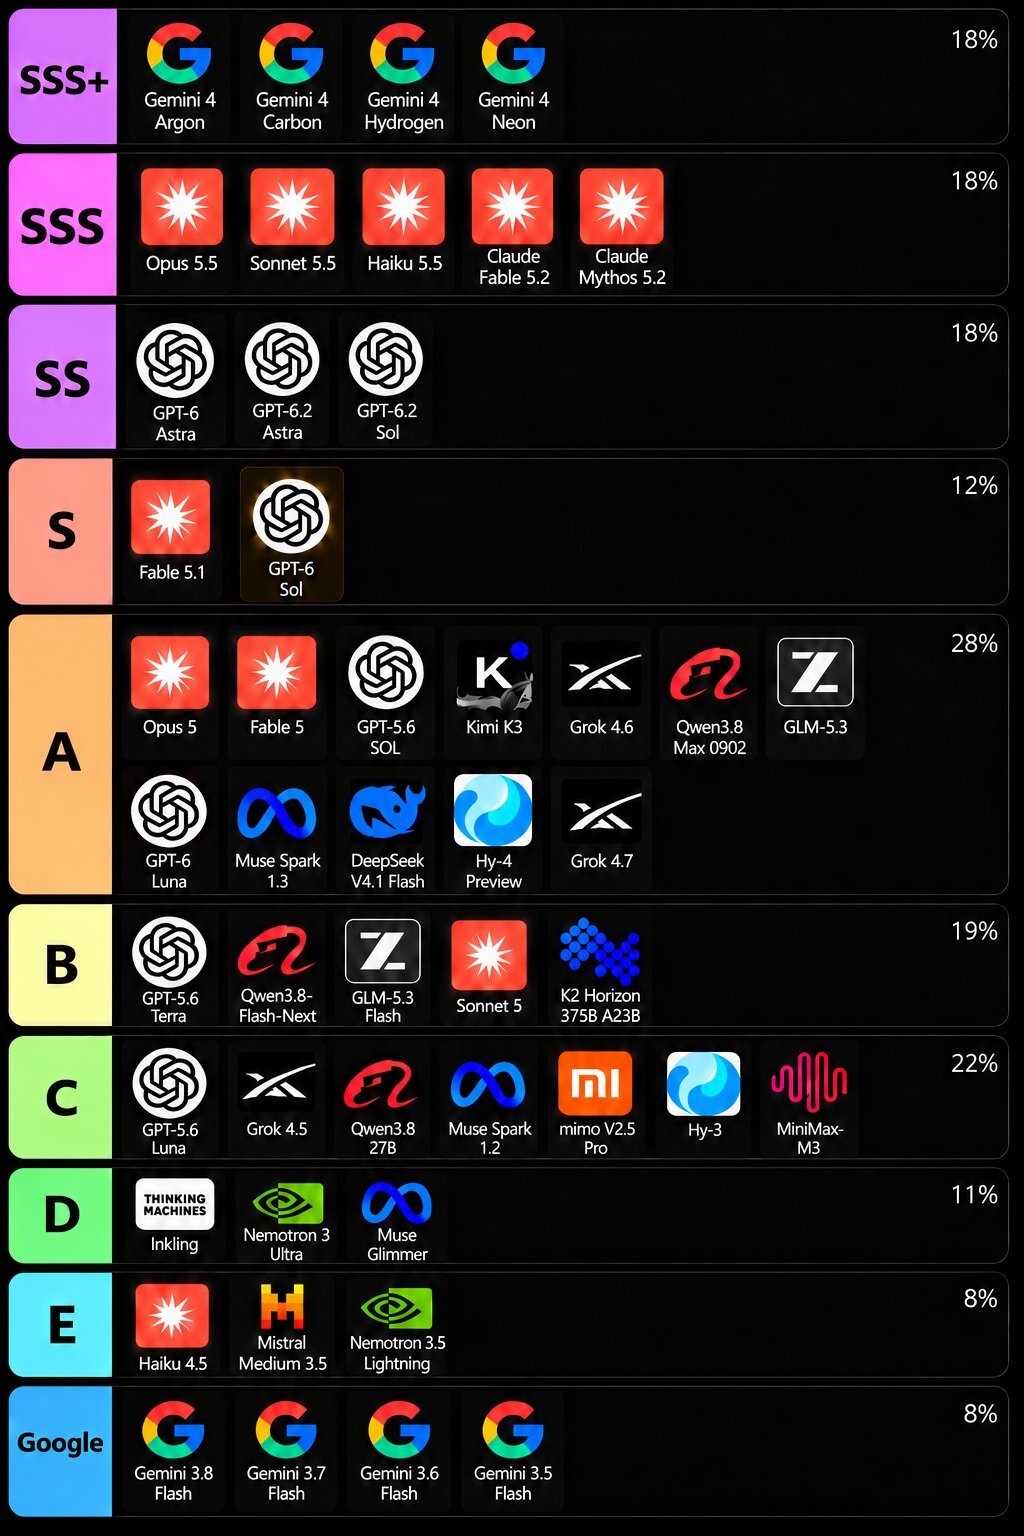 SSS+
Gemini 4
Argon
Gemini 4
Carbon
Gemini 4
Hydrogen
Gemini 4
Neon
18%
SSS
Opus 5.5
Sonnet 5.5
Haiku 5.5
Claude
Fable 5.2
Claude
Mythos 5.2
18%
SS
GPT-6
Astra
GPT-6.2
Astra
GPT-6.2
Sol
18%
S
Fable 5.1
GPT-6
Sol
12%
A
Opus 5
Fable 5
GPT-5.6
SOL
K
Kimi K3
Grok 4.6
Qwen3.8
Max 0902
Z
GLM-5.3
28%
GPT-6
Luna
Muse Spark
1.3
DeepSeek
V4.1 Flash
Hy-4
Preview
Grok 4.7
B
GPT-5.6
Terra
Qwen3.8-
Flash-Next
Z
GLM-5.3
Flash
Sonnet 5
K2 Horizon
375B A23B
19%
C
GPT-5.6
Luna
Grok 4.5
Qwen3.8
27B
Muse Spark
1.2
MI
mimo V2.5
Pro
Hy-3
MiniMax-
M3
22%
D
THINKING
MACHINES
Inkling
Nemotron 3
Ultra
Muse
Glimmer
11%
E
Haiku 4.5
Mistral
Medium 3.5
Nemotron 3.5
Lightning
8%
Google
Gemini 3.8
Flash
Gemini 3.7
Flash
Gemini 3.6
Flash
Gemini 3.5
Flash
8%